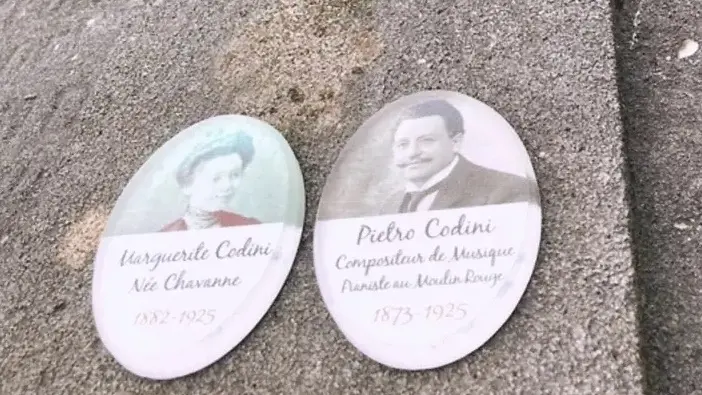 Marguerite Codini
Née Chavanne
1882-1925
Pietro Codini
Compositeur de Musique
Pianiste au Moulin Rouge
1873-1925